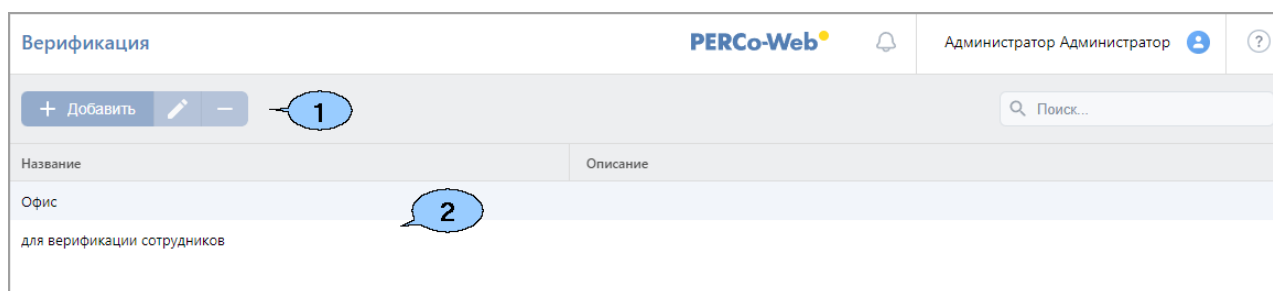 Верификация PERCo-Web Администратор Администратор ?
+ Добавить 1 Поиск...
Название Описание
Офис
2
для верификации сотрудников